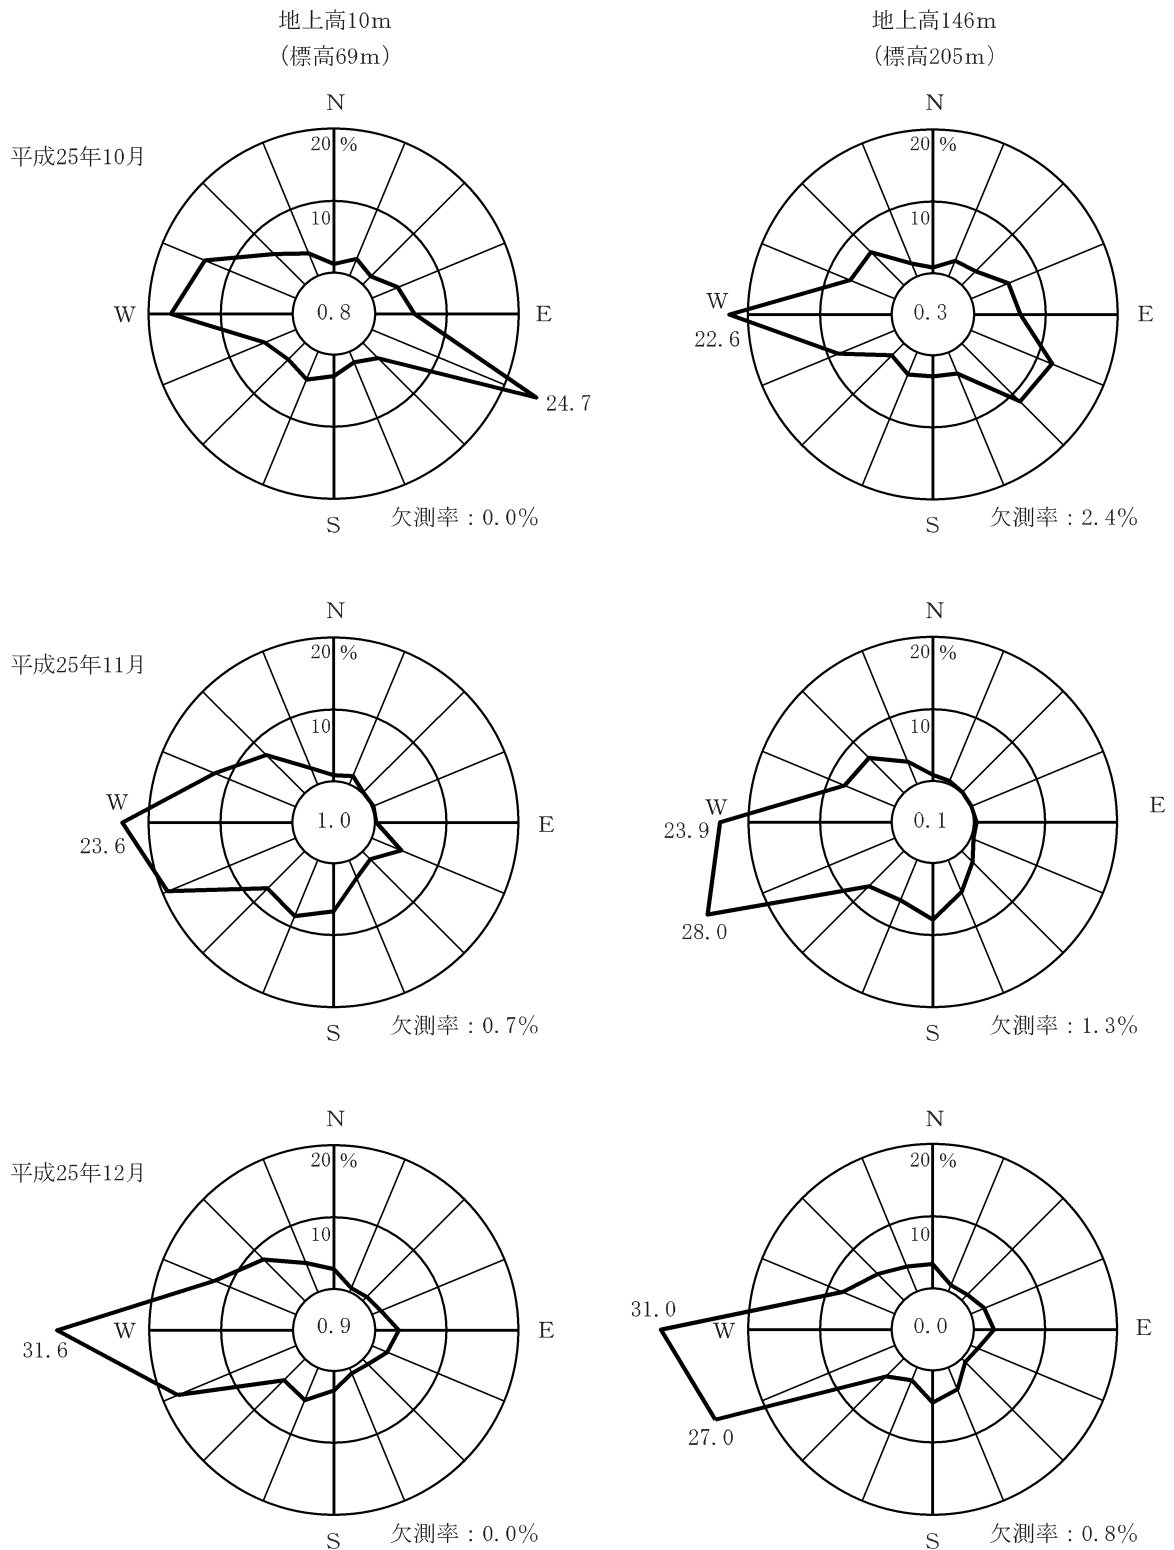 地上高10m
(標高69m)
地上高146m
(標高205m)
平成25年10月
N
20 %
10
W
0.8
E
24.7
S
欠測率:0.0%
N
20 %
10
W
22.6
0.3
E
S
欠測率:2.4%
平成25年11月
N
20 %
10
W
23.6
1.0
E
S
欠測率:0.7%
N
20 %
10
W
23.9
0.1
E
28.0
S
欠測率:1.3%
平成25年12月
N
20 %
10
W
31.6
0.9
E
S
欠測率:0.0%
N
20 %
10
31.0
W
0.0
E
27.0
S
欠測率:0.8%